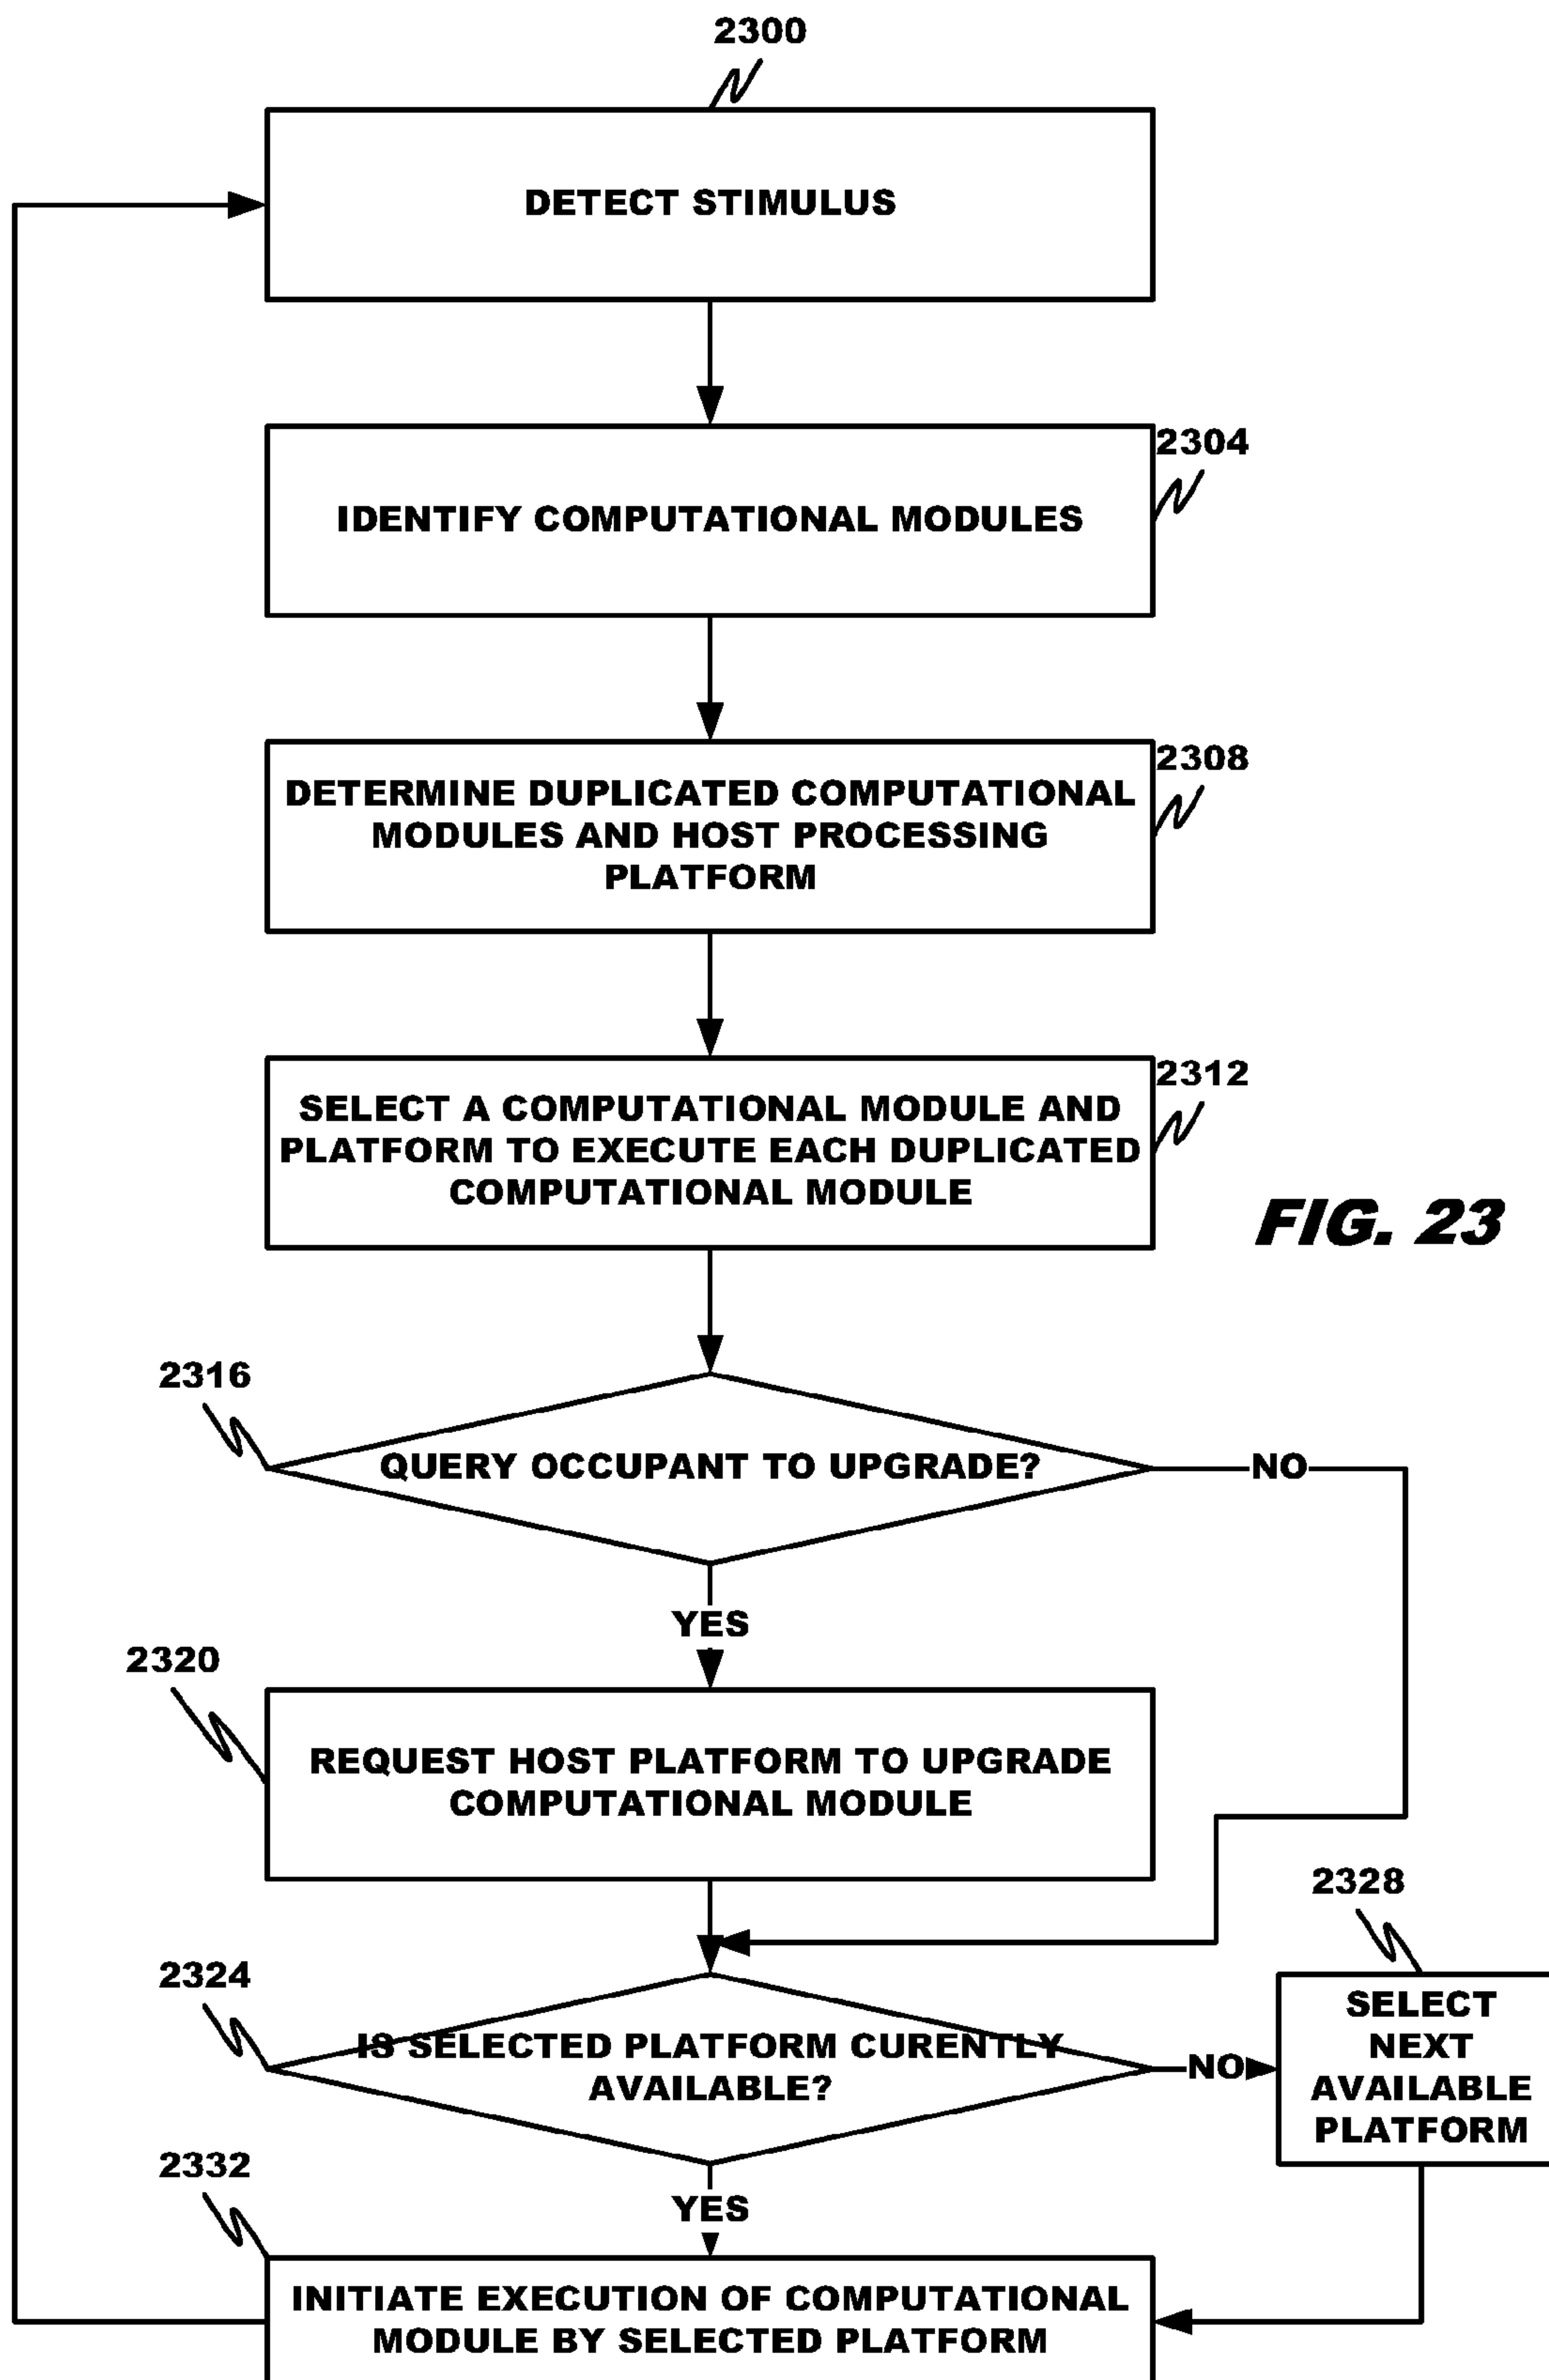 2300
DETECT STIMULUS
2304
IDENTIFY COMPUTATIONAL MODULES
2308
DETERMINE DUPLICATED COMPUTATIONAL
MODULES AND HOST PROCESSING
PLATFORM
2312
SELECT A COMPUTATIONAL MODULE AND
PLATFORM TO EXECUTE EACH DUPLICATED
COMPUTATIONAL MODULE
FIG. 23
2316
QUERY OCCUPANT TO UPGRADE?
NO
YES
2320
REQUEST HOST PLATFORM TO UPGRADE
COMPUTATIONAL MODULE
2324
IS SELECTED PLATFORM CURENTLY
AVAILABLE?
NO
2328
SELECT
NEXT
AVAILABLE
PLATFORM
YES
2332
INITIATE EXECUTION OF COMPUTATIONAL
MODULE BY SELECTED PLATFORM